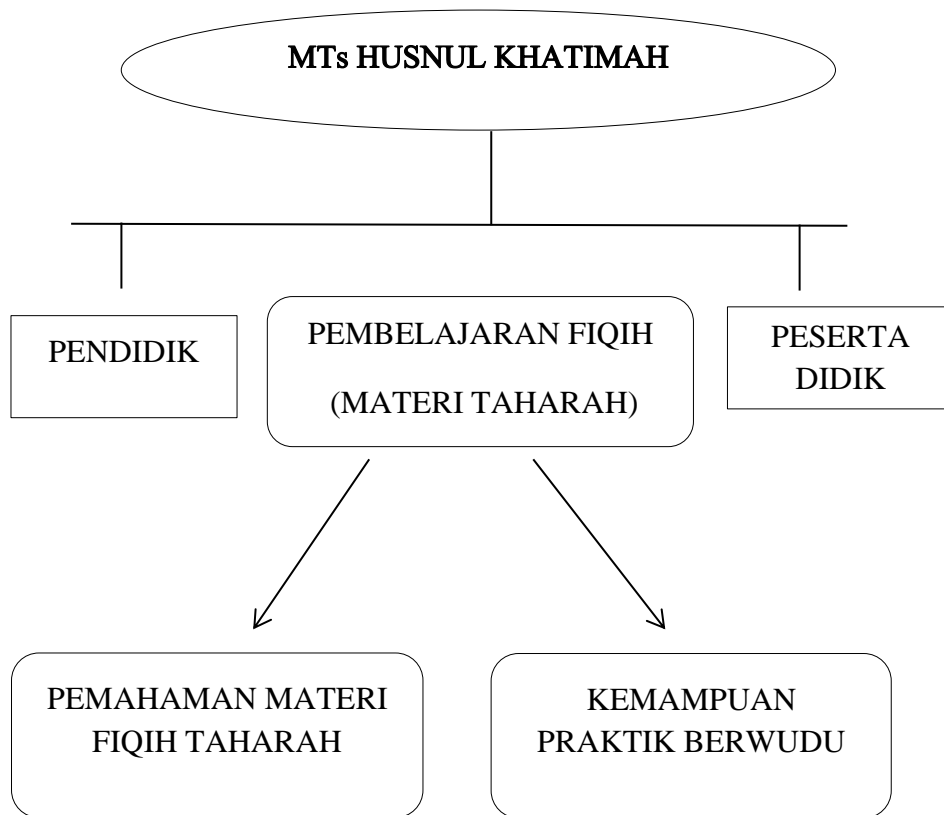 MTs HUSNUL KHATIMAH
PENDIDIK
PEMBELAJARAN FIQIH
(MATERI TAHARAH)
PESERTA
DIDIK
PEMAHAMAN MATERI
FIQIH TAHARAH
KEMAMPUAN
PRAKTIK BERWUDU